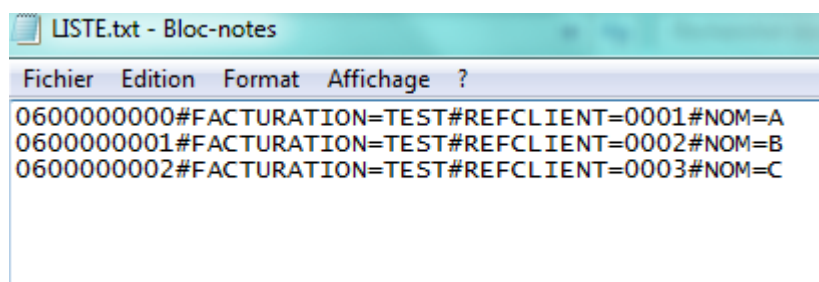 LISTE.txt - Bloc-notes
Fichier Edition Format Affichage ?
0600000000#FACTURATION=TEST#REFCLIENT=0001#NOM=A
0600000001#FACTURATION=TEST#REFCLIENT=0002#NOM=B
0600000002#FACTURATION=TEST#REFCLIENT=0003#NOM=C